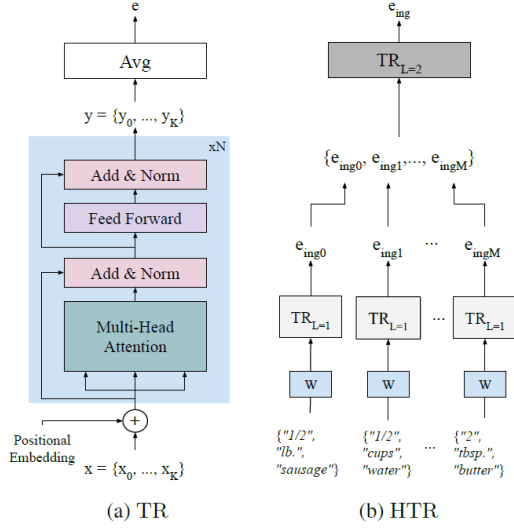 e
Avg
y = {y0, ..., yK}
xN
Add & Norm
Feed Forward
Add & Norm
Multi-Head
Attention
+
Positional
Embedding
x = {x0, ..., xK}
(a) TR
eing
TRL=2
{eing0, eing1,..., eingM}
eing0 eing1 ... eingM
TRL=1 TRL=1 ... TRL=1
W W W
{"1/2", {"1/2", {"2",
"lb.", "cups", ... "tbsp.",
"sausage"} "water"} "butter"}
(b) HTR